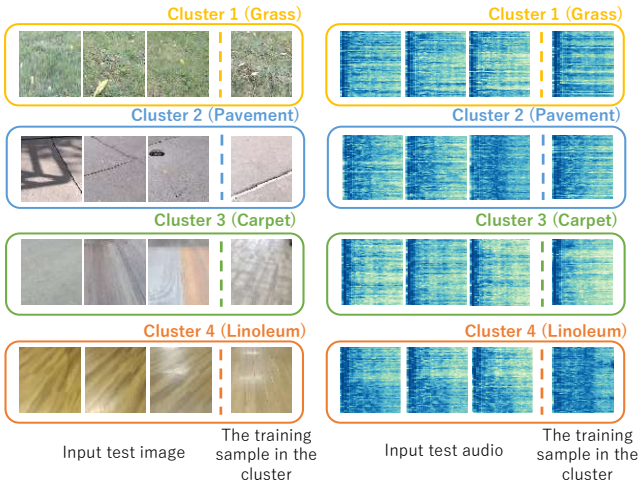 Cluster 1 (Grass)
Cluster 1 (Grass)
Cluster 2 (Pavement)
Cluster 2 (Pavement)
Cluster 3 (Carpet)
Cluster 3 (Carpet)
Cluster 4 (Linoleum)
Cluster 4 (Linoleum)
Input test image
The training
sample in the
cluster
Input test audio
The training
sample in the
cluster